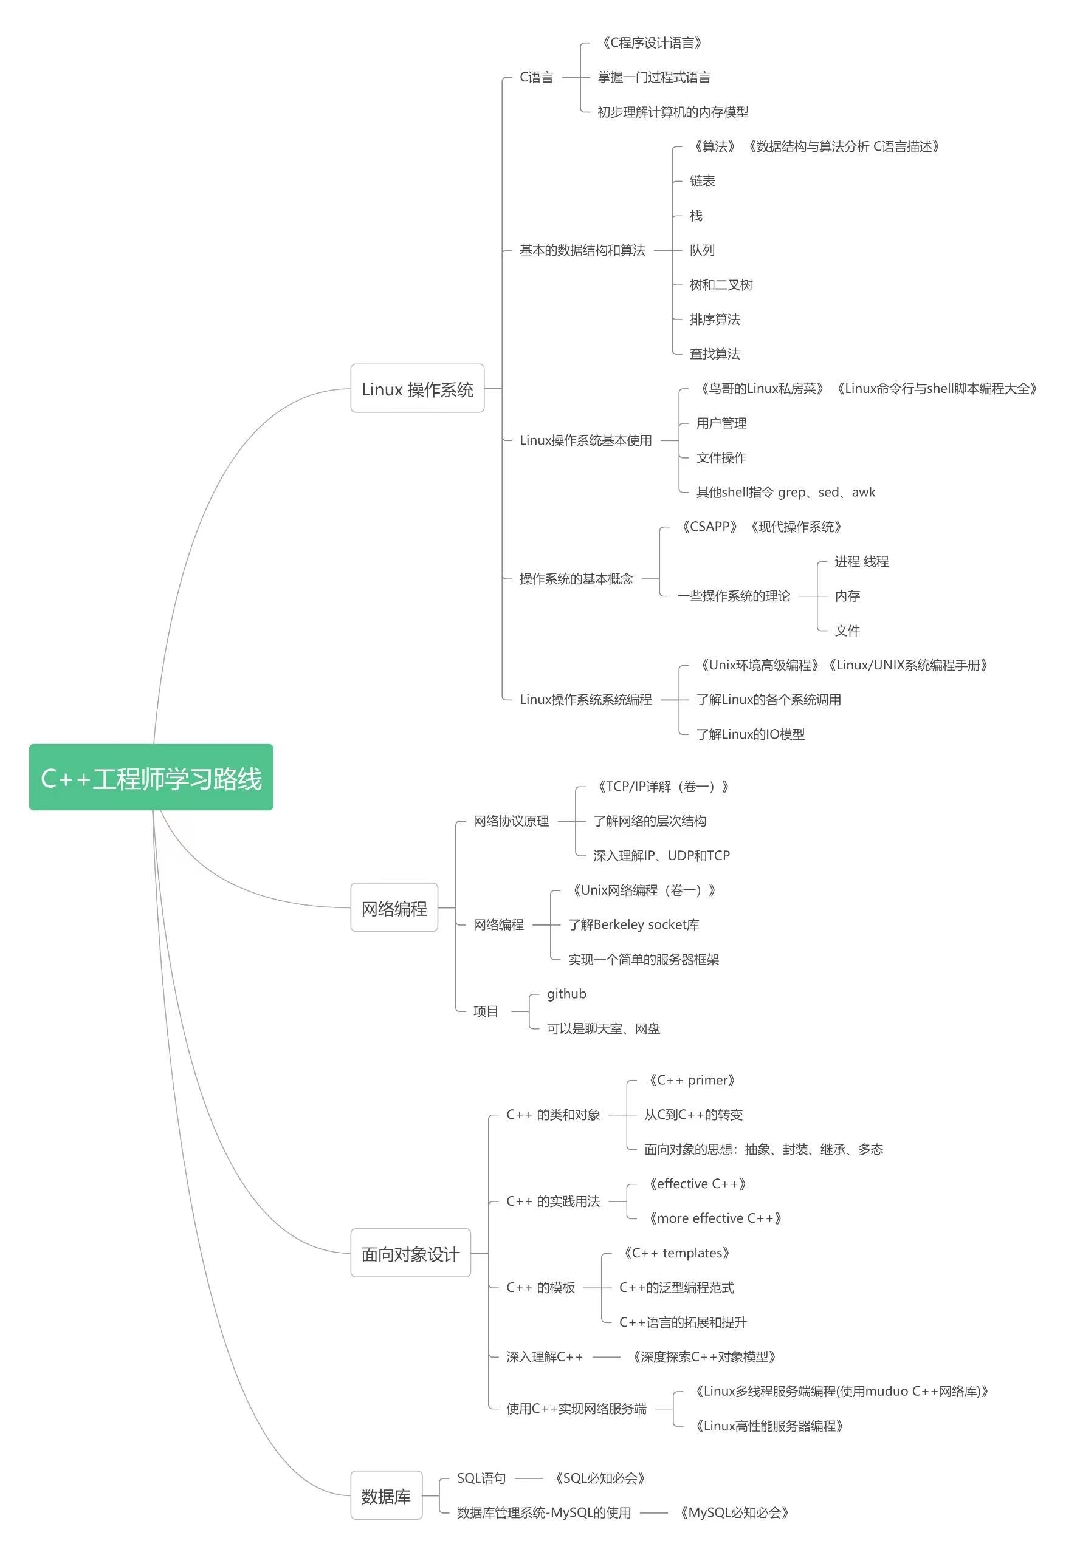 C++工程师学习路线
Linux 操作系统
C语言
《C程序设计语言》
掌握一门过程式语言
初步理解计算机的内存模型
基本的数据结构和算法
《算法》 《数据结构与算法分析 C语言描述》
链表
栈
队列
树和二叉树
排序算法
查找算法
Linux操作系统基本使用
《鸟哥的Linux私房菜》 《Linux命令行与shell脚本编程大全》
用户管理
文件操作
其他shell指令 grep、sed、awk
操作系统的基本概念
《CSAPP》 《现代操作系统》
一些操作系统的理论
进程 线程
内存
文件
Linux操作系统系统编程
《Unix环境高级编程》《Linux/UNIX系统编程手册》
了解Linux的各个系统调用
了解Linux的IO模型
网络编程
网络协议原理
《TCP/IP详解（卷一）》
了解网络的层次结构
深入理解IP、UDP和TCP
网络编程
《Unix网络编程（卷一）》
了解Berkeley socket库
实现一个简单的服务器框架
项目
github
可以是聊天室、网盘
面向对象设计
C++ 的类和对象
《C++ primer》
从C到C++的转变
面向对象的思想：抽象、封装、继承、多态
C++ 的实践用法
《effective C++》
《more effective C++》
C++ 的模板
《C++ templates》
C++的泛型编程范式
C++语言的拓展和提升
深入理解C++
《深度探索C++对象模型》
使用C++实现网络服务端
《Linux多线程服务端编程(使用muduo C++网络库)》
《Linux高性能服务器编程》
数据库
SQL语句
《SQL必知必会》
数据库管理系统-MySQL的使用
《MySQL必知必会》